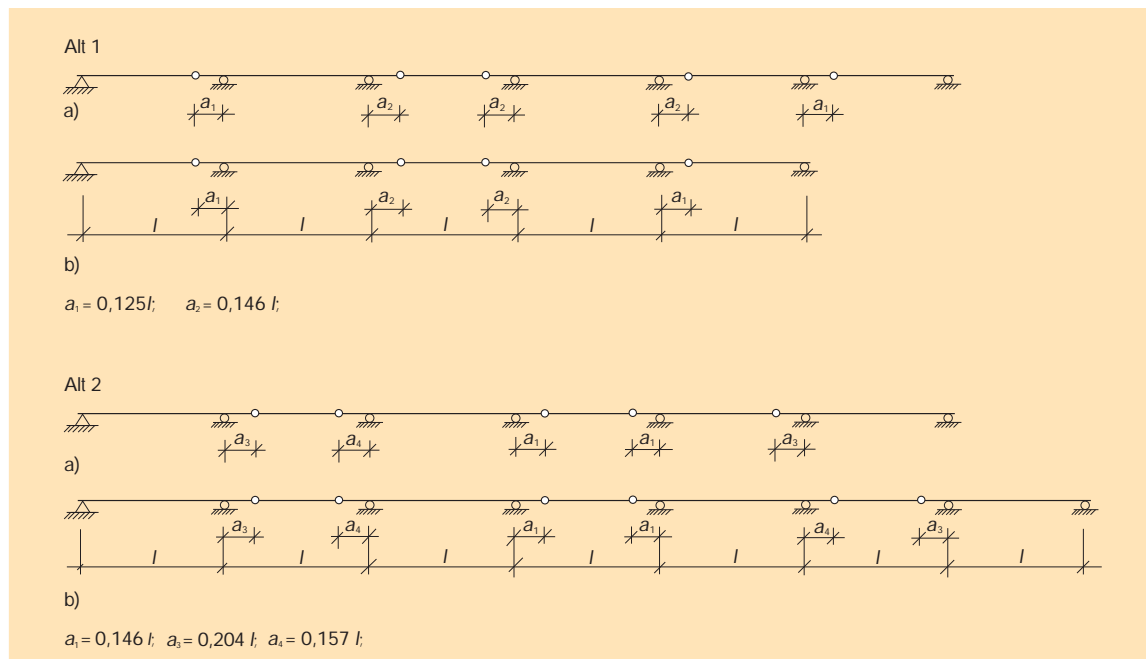 Alt 1
a₁ a₂ a₂ a₂ a₁
a)
a₁ a₂ a₂ a₁
l l l l l
b)
a₁ = 0,125l; a₂ = 0,146 l;
Alt 2
a₃ a₄ a₁ a₁ a₃
a)
a₃ a₄ a₁ a₁ a₄ a₃
l l l l l l l
b)
a₁ = 0,146 l; a₃ = 0,204 l; a₄ = 0,157 l;